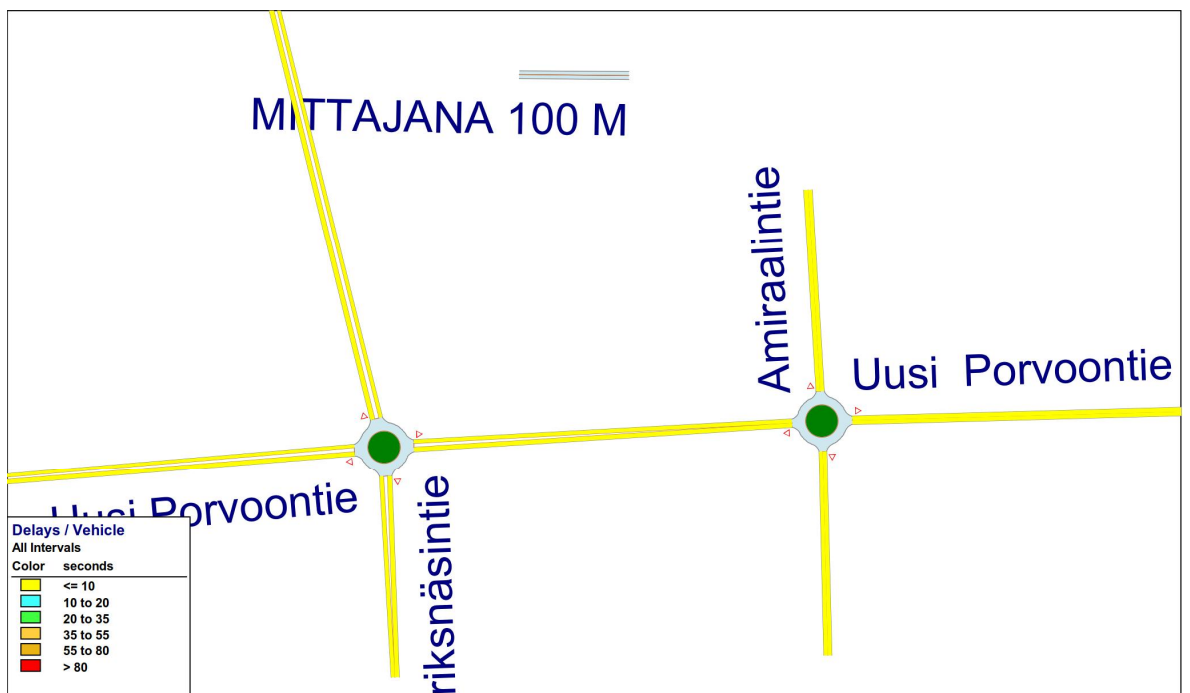 MITTAJANA 100 M
Amiraalintie
Uusi Porvoontie
Uusi Porvoontie
riksnäsintie
Delays / Vehicle
All Intervals
Color seconds
<= 10
10 to 20
20 to 35
35 to 55
55 to 80
> 80